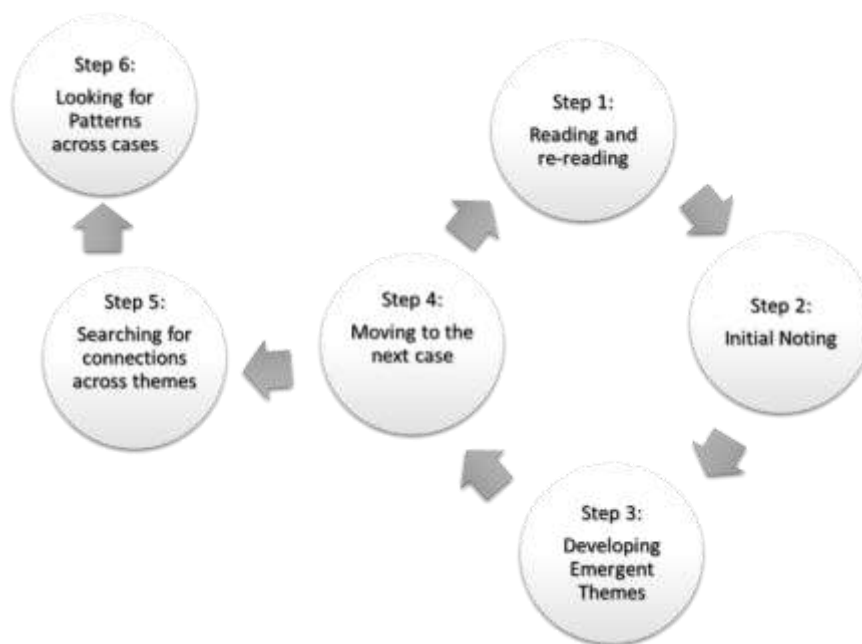 Step 1:
Reading and
re-reading
Step 2:
Initial Noting
Step 3:
Developing
Emergent
Themes
Step 4:
Moving to the
next case
Step 5:
Searching for
connections
across themes
Step 6:
Looking for
Patterns
across cases